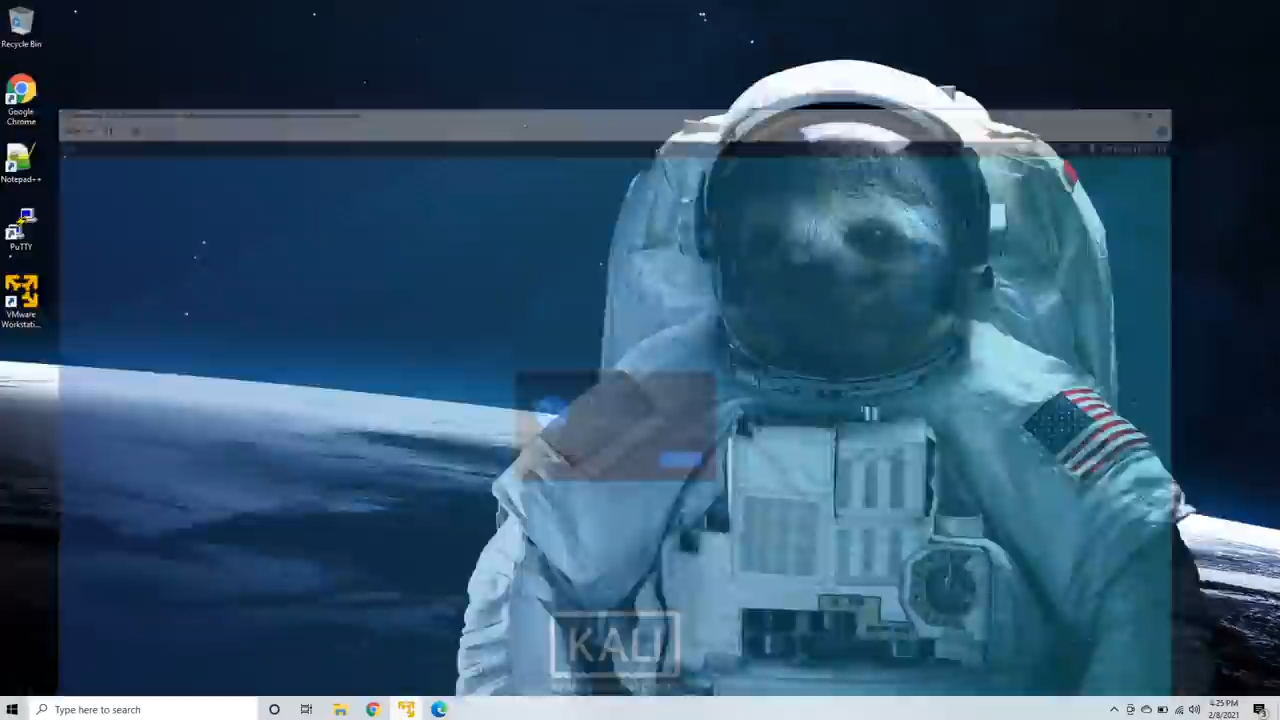 Recycle Bin
Google
Chrome
Notepad++
PuTTY
VMware
Workstati...
KALI
Type here to search
4:25 PM
2/8/2021